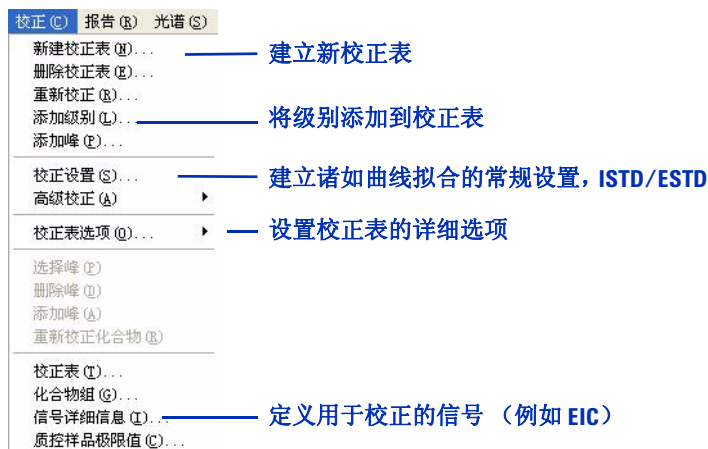 校正(C) 报告(R) 光谱(S)
新建校正表(N)... 建立新校正表
删除校正表(E)...
重新校正(R)...
添加级别(L)... 将级别添加到校正表
添加峰(P)...
校正设置(S)... 建立诸如曲线拟合的常规设置，ISTD/ESTD
高级校正(A)
校正表选项(O)... 设置校正表的详细选项
选择峰(P)
删除峰(D)
添加峰(A)
重新校正化合物(R)
校正表(T)...
化合物组(G)...
信号详细信息(I)... 定义用于校正的信号 （例如 EIC）
质控样品极限值(C)...